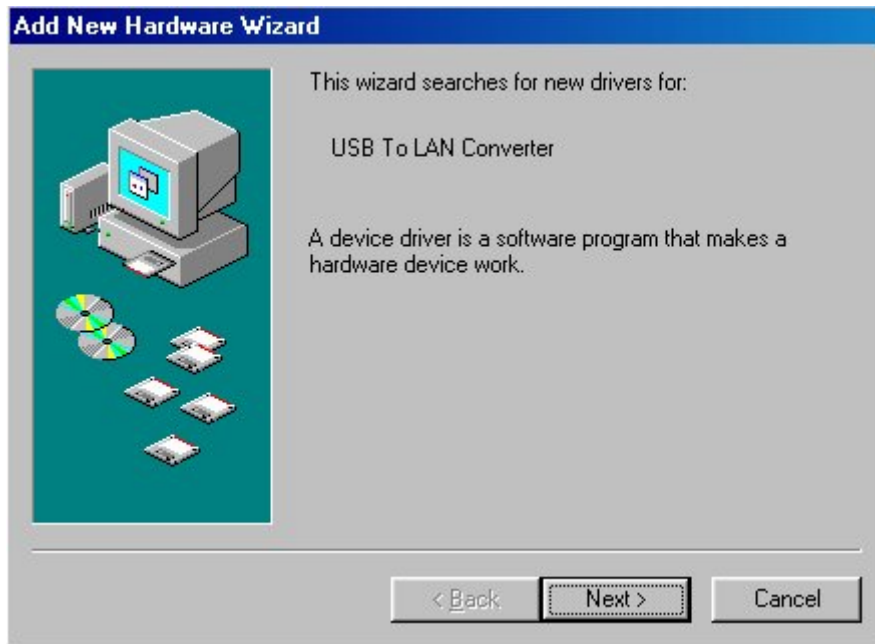 Add New Hardware Wizard
This wizard searches for new drivers for:
USB To LAN Converter
A device driver is a software program that makes a
hardware device work.
< Back
Next >
Cancel